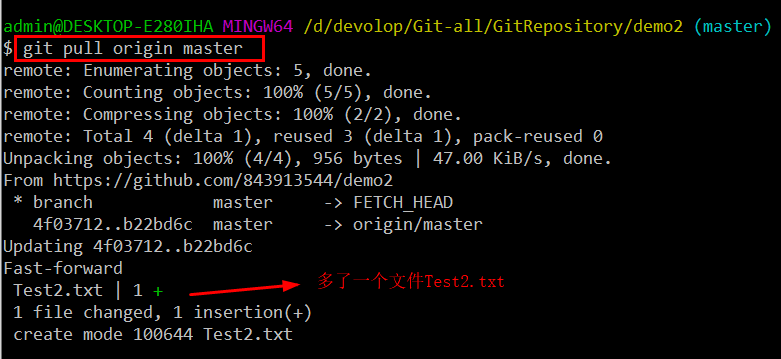 admin@DESKTOP-E280IHA MINGW64 /d/devolop/Git-all/GitRepository/demo2 (master)
$ git pull origin master
remote: Enumerating objects: 5, done.
remote: Counting objects: 100% (5/5), done.
remote: Compressing objects: 100% (2/2), done.
remote: Total 4 (delta 1), reused 3 (delta 1), pack-reused 0
Unpacking objects: 100% (4/4), 956 bytes | 47.00 KiB/s, done.
From https://github.com/843913544/demo2
 * branch            master     -> FETCH_HEAD
   4f03712..b22bd6c  master     -> origin/master
Updating 4f03712..b22bd6c
Fast-forward
 Test2.txt | 1 + 多了一个文件Test2.txt
 1 file changed, 1 insertion(+)
 create mode 100644 Test2.txt